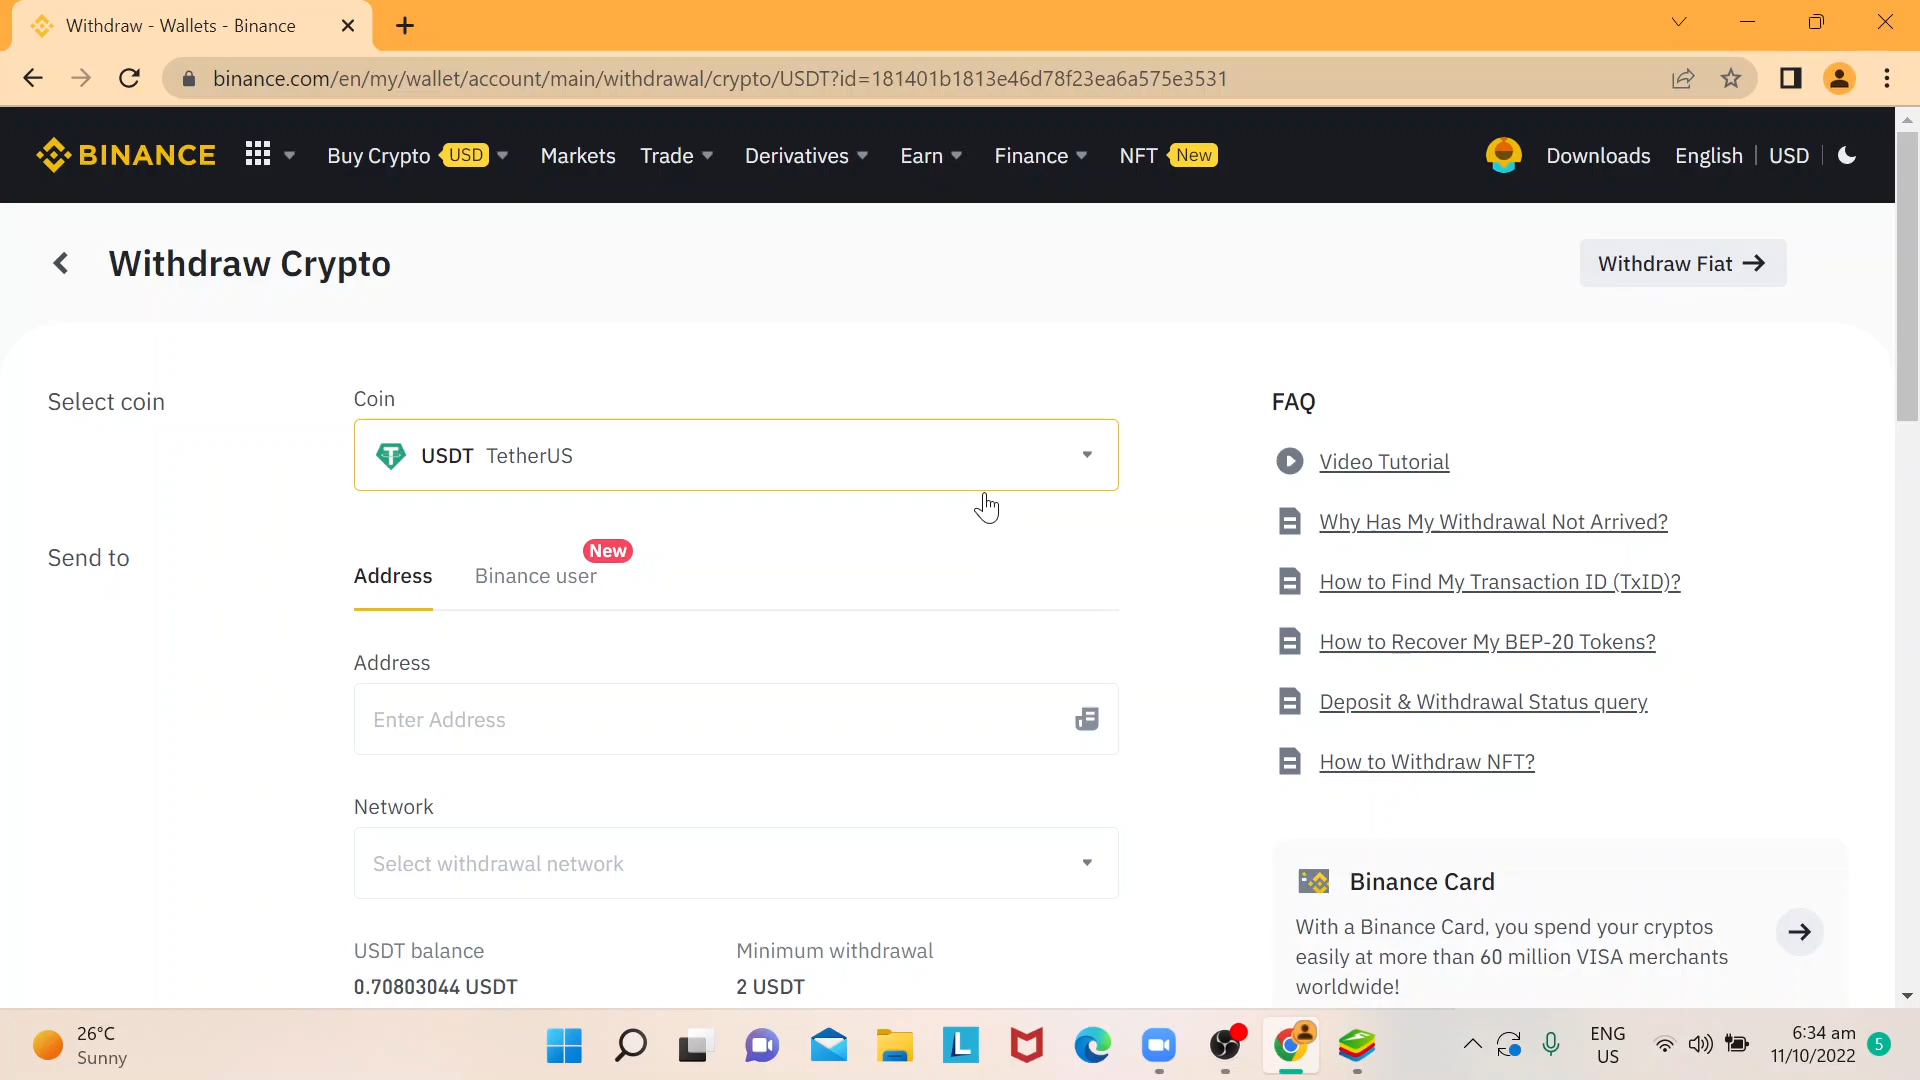 Withdraw - Wallets - Binance
binance.com/en/my/wallet/account/main/withdrawal/crypto/USDT?id=181401b1813e46d78f23ea6a575e3531
BINANCE Buy Crypto USD Markets Trade Derivatives Earn Finance NFT New Downloads English USD
Withdraw Crypto
Withdraw Fiat
Select coin
Coin
USDT TetherUS
Send to
New
Address Binance user
Address
Enter Address
Network
Select withdrawal network
USDT balance Minimum withdrawal
0.70803044 USDT 2 USDT
FAQ
Video Tutorial
Why Has My Withdrawal Not Arrived?
How to Find My Transaction ID (TxID)?
How to Recover My BEP-20 Tokens?
Deposit & Withdrawal Status query
How to Withdraw NFT?
Binance Card
With a Binance Card, you spend your cryptos
easily at more than 60 million VISA merchants
worldwide!
26°C
Sunny
L
ENG
US
6:34 am
11/10/2022
5